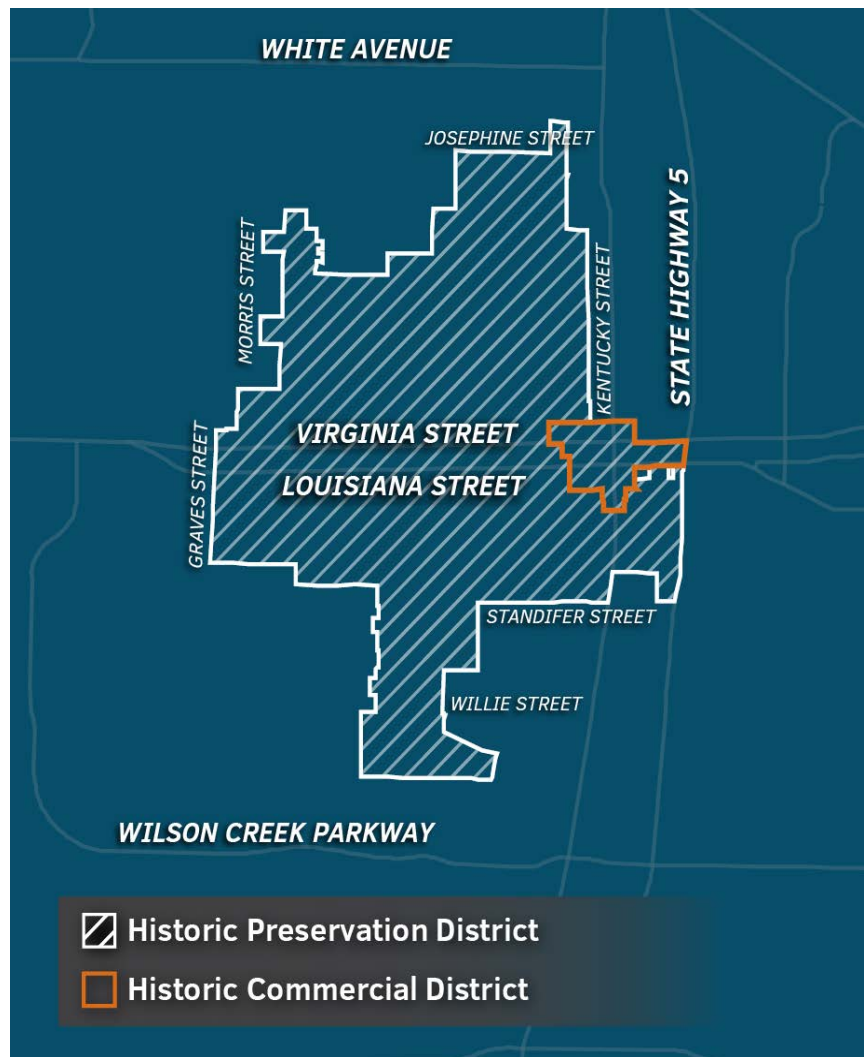 WHITE AVENUE
JOSEPHINE STREET
STATE HIGHWAY 5
MORRIS STREET
KENTUCKY STREET
VIRGINIA STREET
LOUISIANA STREET
GRAVES STREET
STANDIFER STREET
WILLIE STREET
WILSON CREEK PARKWAY
Historic Preservation District
Historic Commercial District